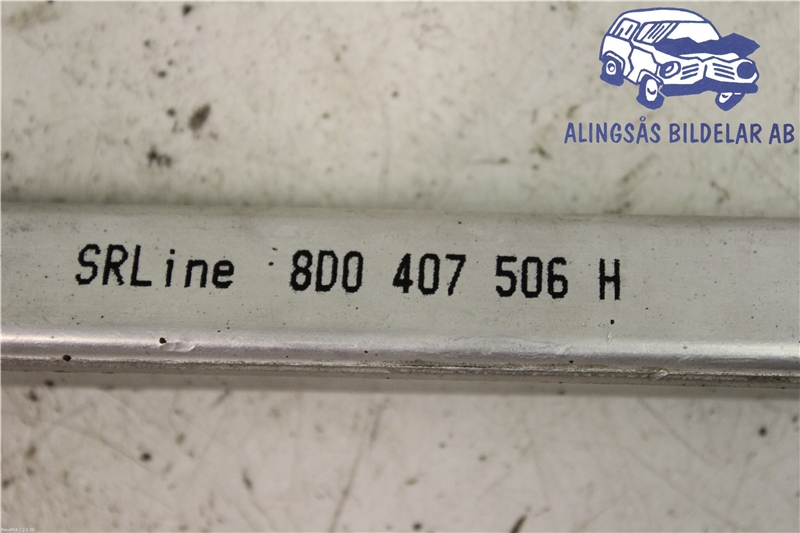 ALINGSÅS BILDELAR AB
SRLine 8D0 407 506 H